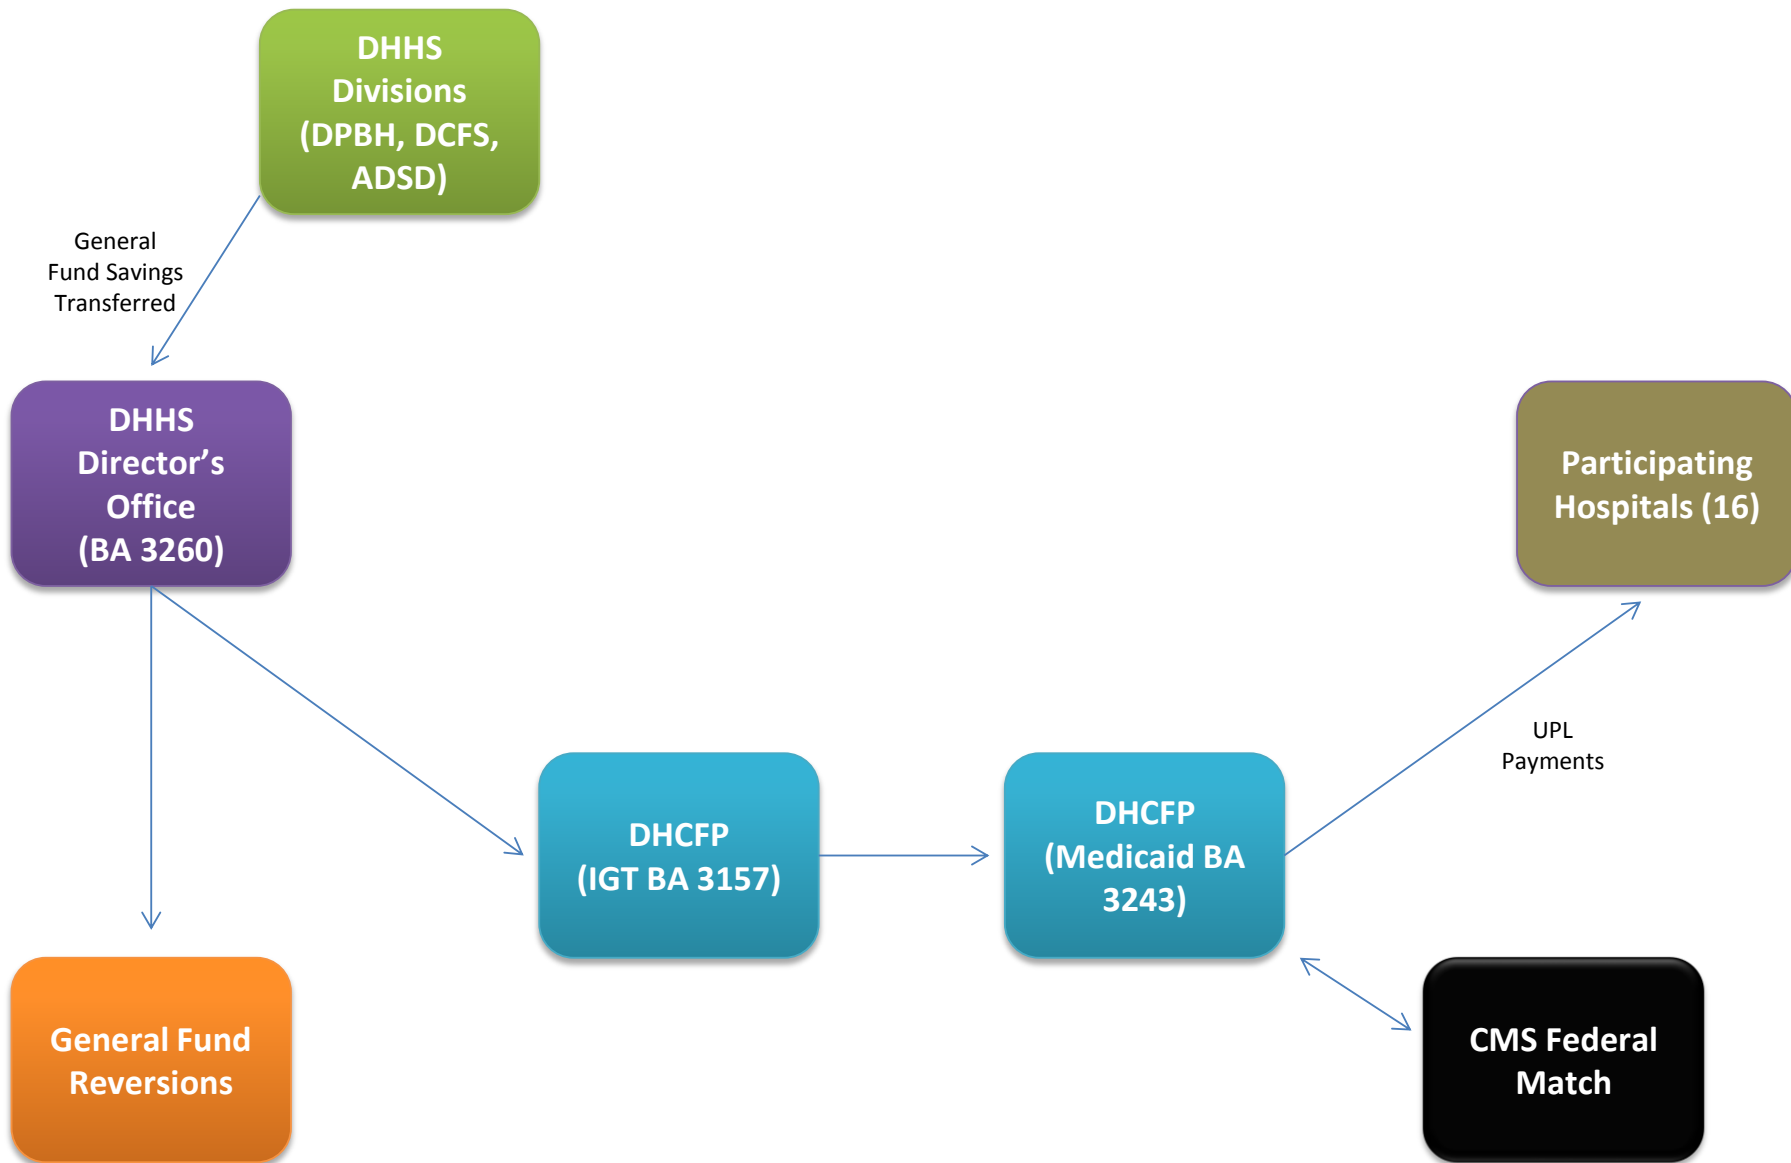 DHHS
Divisions
(DPBH, DCFS,
ADSD)
General
Fund Savings
Transferred
DHHS
Director’s
Office
(BA 3260)
Participating
Hospitals (16)
UPL
Payments
DHCFP
(IGT BA 3157)
DHCFP
(Medicaid BA
3243)
General Fund
Reversions
CMS Federal
Match